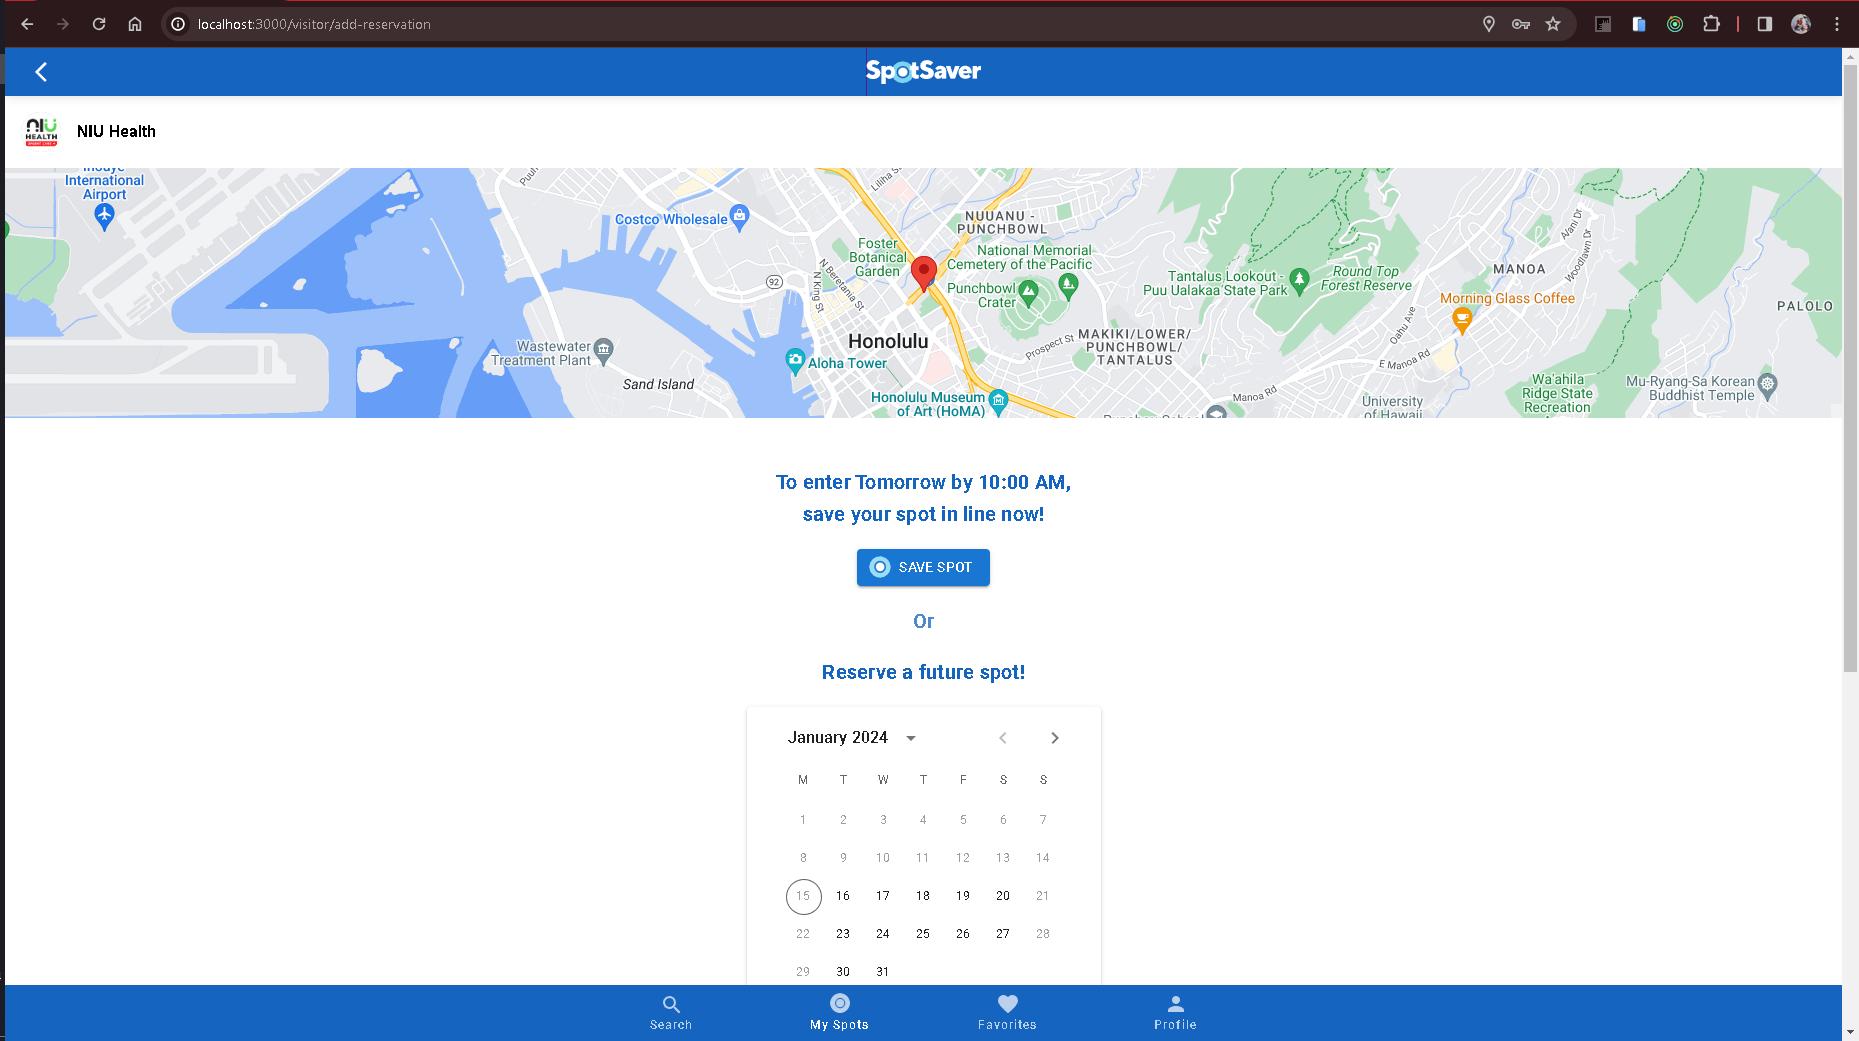 localhost:3000/visitor/add-reservation
SpotSaver
NIU
HEALTH
NIU Health
Inouye
International
Airport
Costco Wholesale
Liliha S
NUUANU -
PUNCHBOWL
Foster
Botanical
Garden
National Memorial
Cemetery of the Pacific
N King St
N Beretania St
92
Punchbowl
Crater
Tantalus Lookout -
Puu Ualakaa State Park
Round Top
Forest Reserve
MANOA
Alani Dr
Woodlawn Dr
Morning Glass Coffee
PALOLO
Oahu Ave
Honolulu
Prospect St
MAKIKI/LOWER/
PUNCHBOWL/
TANTALUS
Wastewater
Treatment Plant
Aloha Tower
E Manoa Rd
Sand Island
Manoa Rd
Honolulu Museum
of Art (HoMA)
University
of Hawaii
Wa'ahila
Ridge State
Recreation
Mu-Ryang-Sa Korean
Buddhist Temple
To enter Tomorrow by 10:00 AM,
save your spot in line now!
SAVE SPOT
Or
Reserve a future spot!
January 2024
M T W T F S S
1 2 3 4 5 6 7
8 9 10 11 12 13 14
15 16 17 18 19 20 21
22 23 24 25 26 27 28
29 30 31
Search
My Spots
Favorites
Profile